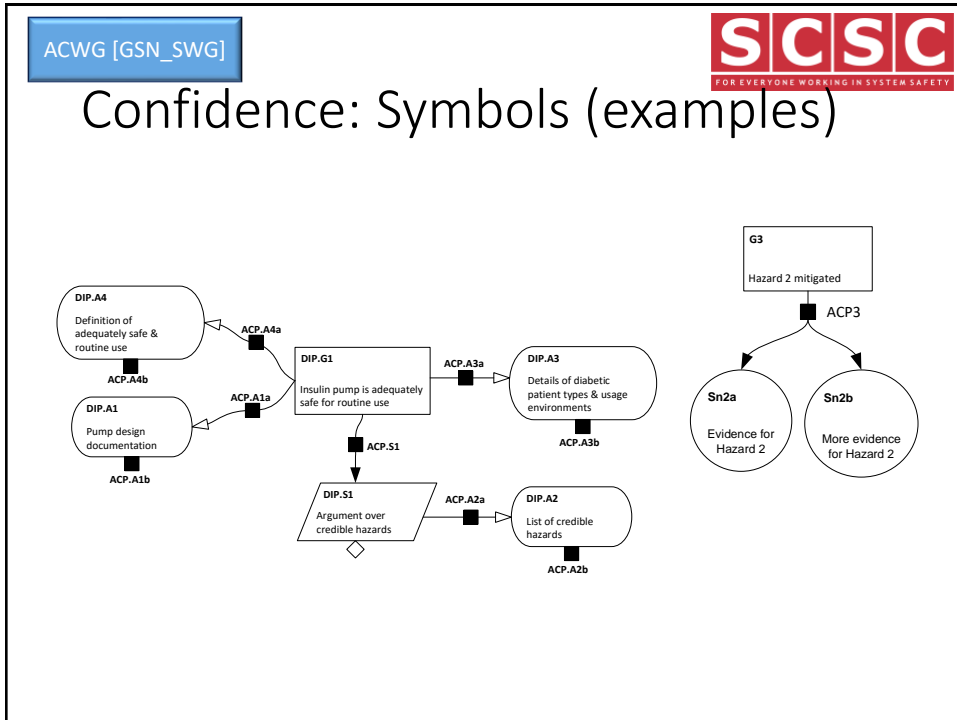 ACWG [GSN_SWG]
SCSC
FOR EVERYONE WORKING IN SYSTEM SAFETY
Confidence: Symbols (examples)
DIP.A4
Definition of
adequately safe &
routine use
ACP.A4b
ACP.A4a
DIP.A1
Pump design
documentation
ACP.A1b
ACP.A1a
DIP.G1
Insulin pump is adequately
safe for routine use
ACP.A3a
DIP.A3
Details of diabetic
patient types & usage
environments
ACP.A3b
ACP.S1
DIP.S1
Argument over
credible hazards
ACP.A2a
DIP.A2
List of credible
hazards
ACP.A2b
G3
Hazard 2 mitigated
ACP3
Sn2a
Evidence for
Hazard 2
Sn2b
More evidence
for Hazard 2